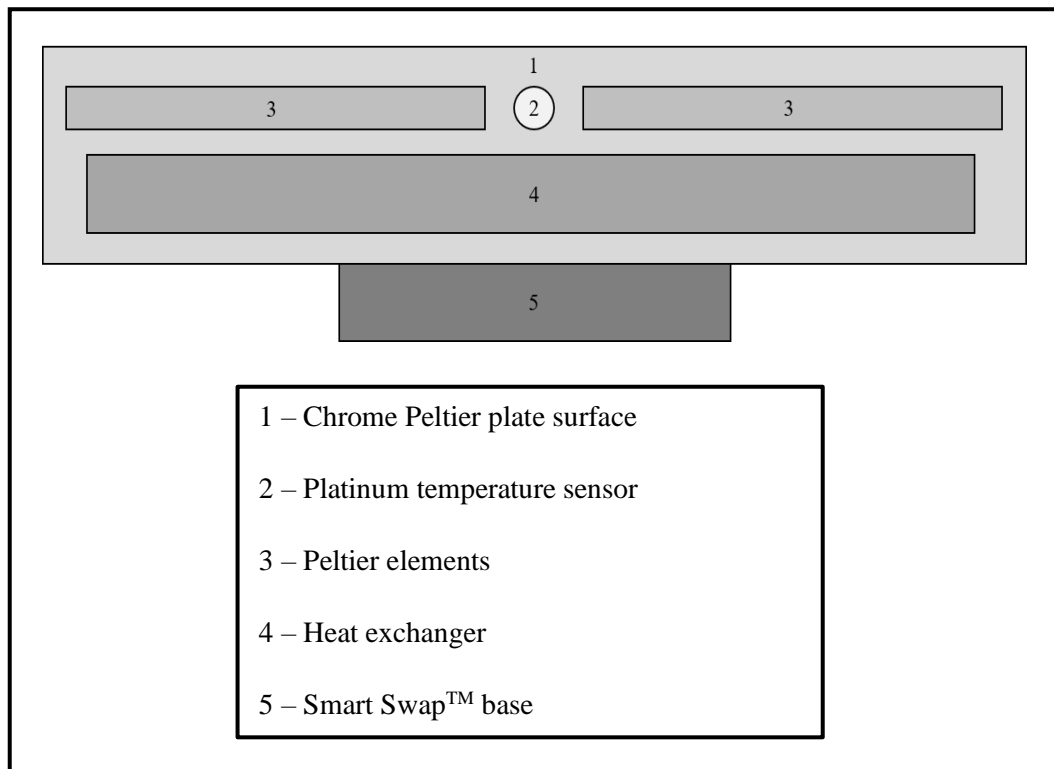 1
3 2 3
4
5
1 – Chrome Peltier plate surface
2 – Platinum temperature sensor
3 – Peltier elements
4 – Heat exchanger
5 – Smart Swap™ base